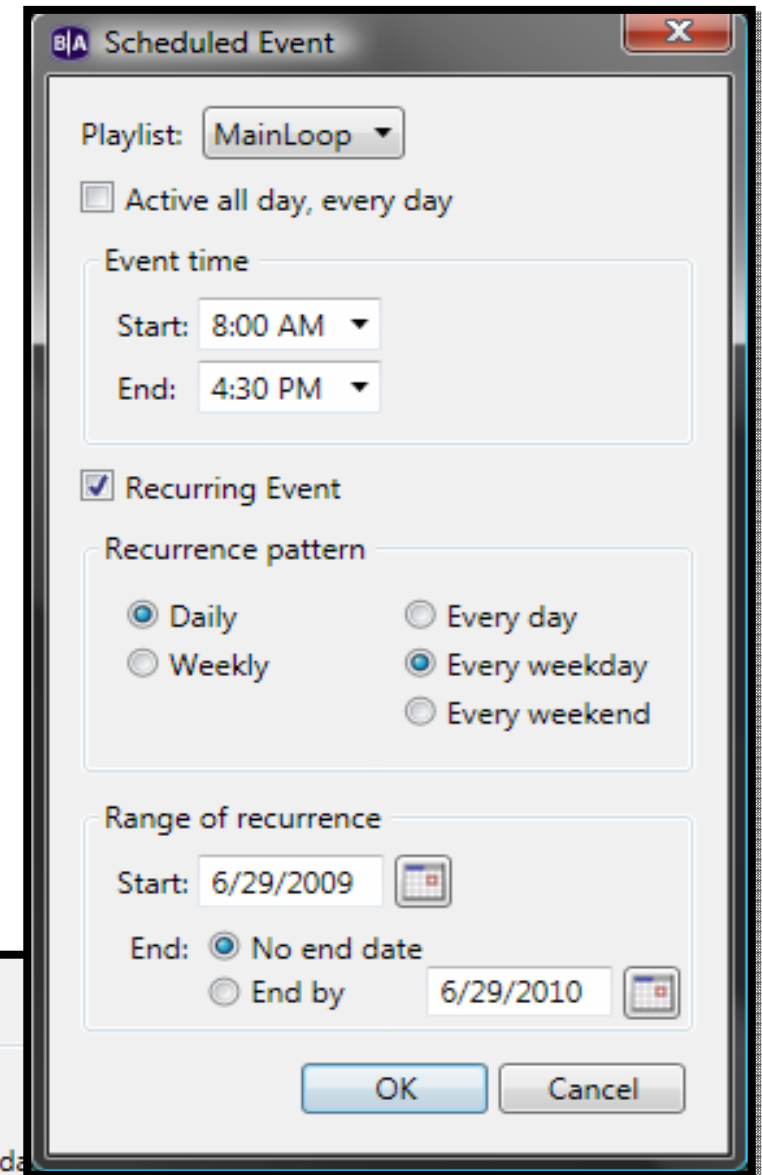 B|A Scheduled Event
Playlist: MainLoop
Active all day, every day
Event time
Start: 8:00 AM
End: 4:30 PM
Recurring Event
Recurrence pattern
Daily Every day
Weekly Every weekday
Every weekend
Range of recurrence
Start: 6/29/2009
End: No end date
End by 6/29/2010
OK Cancel